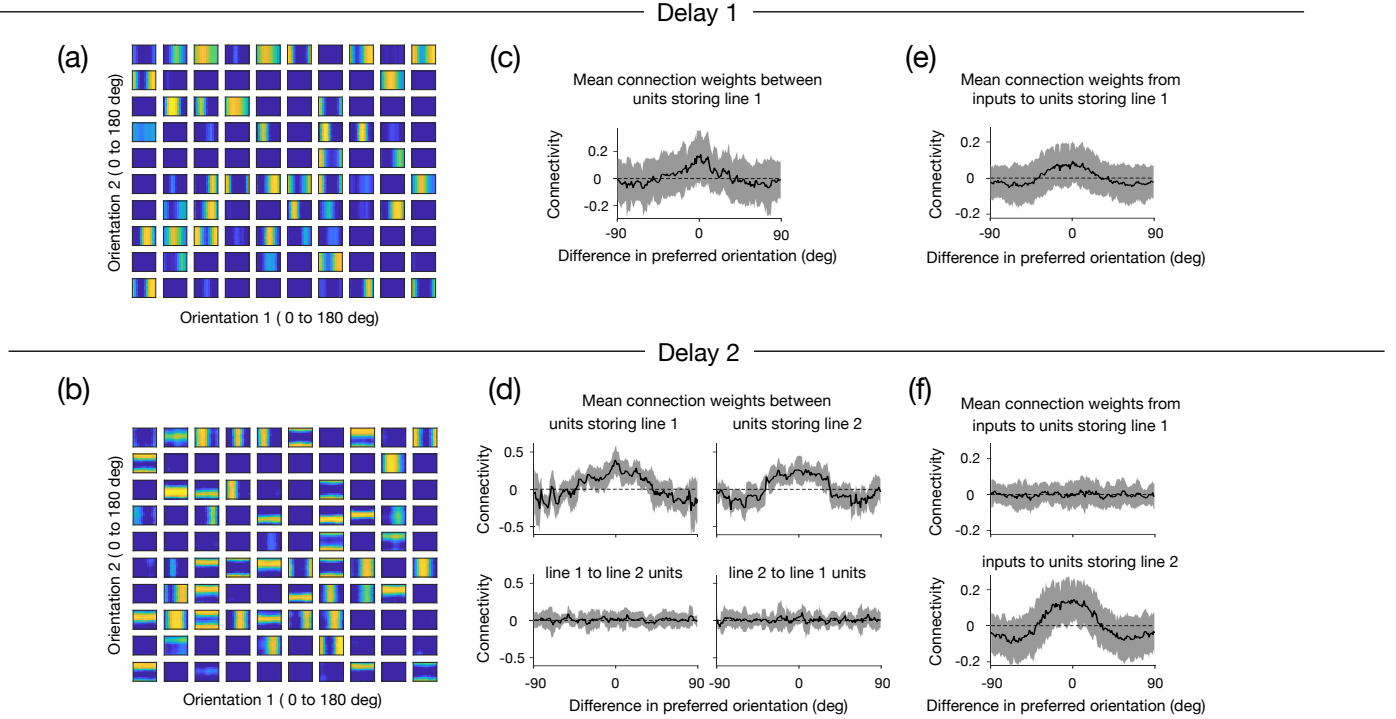 Delay 1
(a)
Orientation 2 ( 0 to 180 deg)
Orientation 1 ( 0 to 180 deg)
(c)
Mean connection weights between
units storing line 1
Connectivity
0.2
0
-0.2
-90
0
90
Difference in preferred orientation (deg)
(e)
Mean connection weights from
inputs to units storing line 1
Connectivity
0.2
0
-0.2
-90
0
90
Difference in preferred orientation (deg)
Delay 2
(b)
Orientation 2 ( 0 to 180 deg)
Orientation 1 ( 0 to 180 deg)
(d)
Mean connection weights between
units storing line 1
units storing line 2
Connectivity
0.5
0
-0.5
line 1 to line 2 units
line 2 to line 1 units
Connectivity
0.5
0
-0.5
-90
0
90
-90
0
90
Difference in preferred orientation (deg)
(f)
Mean connection weights from
inputs to units storing line 1
Connectivity
0.2
0
-0.2
inputs to units storing line 2
Connectivity
0.2
0
-0.2
-90
0
90
Difference in preferred orientation (deg)